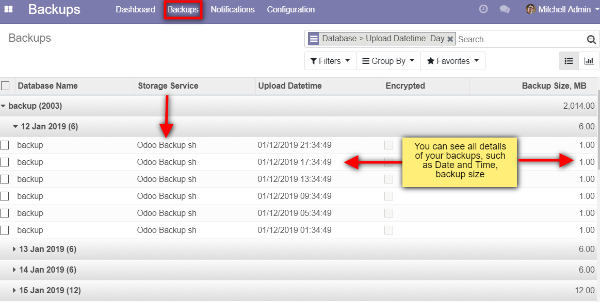 Backups Dashboard Backups Notifications Configuration Mitchell Admin
Backups
Database > Upload Datetime Day × Search
Filters Group By Favorites
Database Name Storage Service Upload Datetime Encrypted Backup Size, MB
backup (2003) 2,014.00
12 Jan 2019 (6) 6.00
backup Odoo Backup sh 01/12/2019 21:34:49 1.00
backup Odoo Backup sh 01/12/2019 17:34:49 1.00
backup Odoo Backup sh 01/12/2019 13:34:49 1.00
backup Odoo Backup sh 01/12/2019 09:34:49 1.00
backup Odoo Backup sh 01/12/2019 05:34:49 1.00
backup Odoo Backup sh 01/12/2019 01:34:49 1.00
You can see all details
of your backups, such
as Date and Time,
backup size
13 Jan 2019 (6) 6.00
14 Jan 2019 (6) 6.00
15 Jan 2019 (12) 12.00